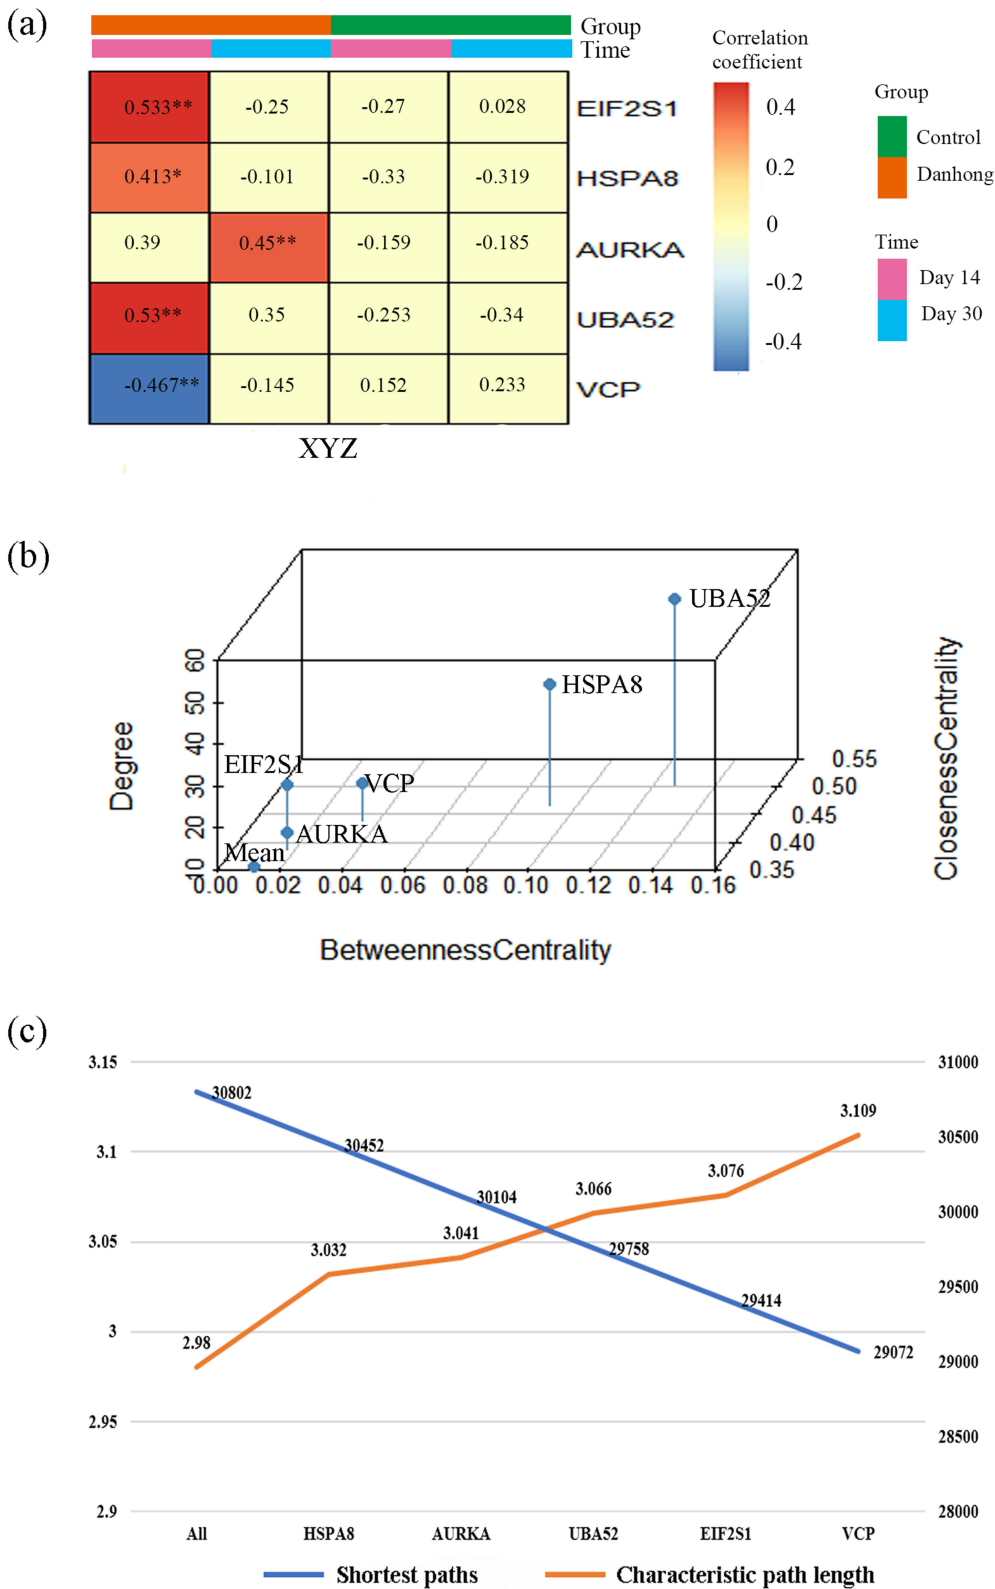 (a)
Group
Time
Correlation
coefficient
0.4
0.2
0
-0.2
-0.4
Group
Control
Danhong
Time
Day 14
Day 30
0.533** -0.25 -0.27 0.028 EIF2S1
0.413* -0.101 -0.33 -0.319 HSPA8
0.39 0.45** -0.159 -0.185 AURKA
0.53** 0.35 -0.253 -0.34 UBA52
-0.467** -0.145 0.152 0.233 VCP
XYZ
(b)
UBA52
HSPA8
EIF2S1
VCP
AURKA
Mean
Degree
60
50
40
30
20
10
0.00 0.02 0.04 0.06 0.08 0.10 0.12 0.14 0.16
BetweennessCentrality
0.55
0.50
0.45
0.40
0.35
ClosenessCentrality
(c)
3.15
3.1
3.05
3
2.95
2.9
31000
30500
30000
29500
29000
28500
28000
30802
30452
30104
29758
29414
29072
2.98
3.032
3.041
3.066
3.076
3.109
All HSPA8 AURKA UBA52 EIF2S1 VCP
Shortest paths Characteristic path length